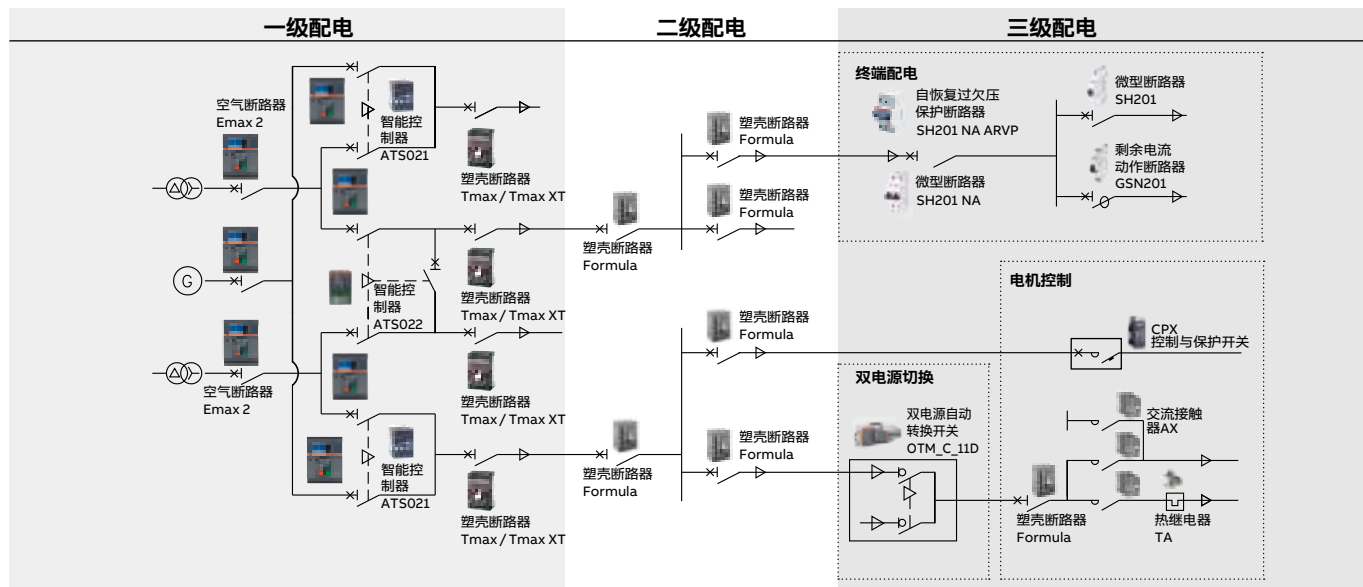 一级配电
二级配电
三级配电
空气断路器
Emax 2
智能控
制器
ATS021
塑壳断路器
Tmax / Tmax XT
G
智能控
制器
ATS022
塑壳断路器
Tmax / Tmax XT
空气断路器
Emax 2
塑壳断路器
Tmax / Tmax XT
智能控
制器
ATS021
塑壳断路器
Tmax / Tmax XT
塑壳断路器
Formula
塑壳断路器
Formula
塑壳断路器
Formula
塑壳断路器
Formula
塑壳断路器
Formula
塑壳断路器
Formula
终端配电
自恢复过欠压
保护断路器
SH201 NA ARVP
微型断路器
SH201 NA
微型断路器
SH201
剩余电流
动作断路器
GSN201
电机控制
CPX
控制与保护开关
双电源切换
双电源自动
转换开关
OTM_C_11D
交流接触
器AX
塑壳断路器
Formula
热继电器
TA